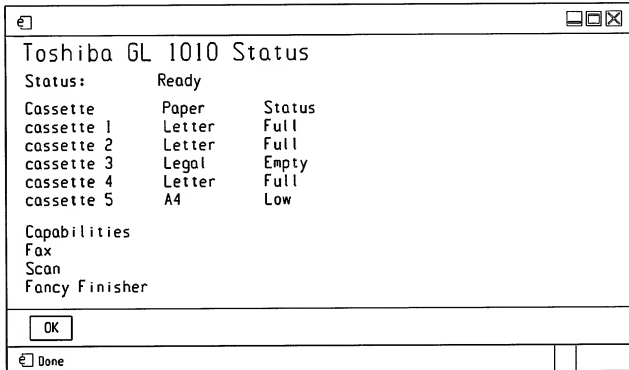 Toshiba GL 1010 Status
Status: Ready
Cassette Paper Status
cassette 1 Letter Full
cassette 2 Letter Full
cassette 3 Legal Empty
cassette 4 Letter Full
cassette 5 A4 Low
Capabilities
Fax
Scan
Fancy Finisher
OK
Done